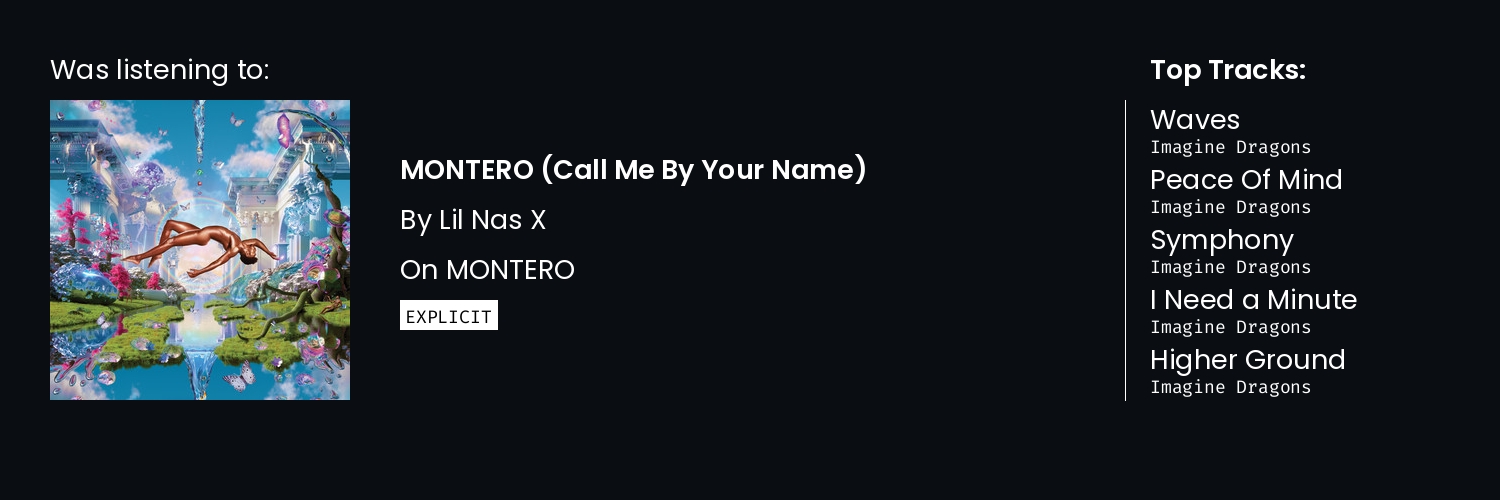 Was listening to:
MONTERO (Call Me By Your Name)
By Lil Nas X
On MONTERO
EXPLICIT
Top Tracks:
Waves
Imagine Dragons
Peace Of Mind
Imagine Dragons
Symphony
Imagine Dragons
I Need a Minute
Imagine Dragons
Higher Ground
Imagine Dragons